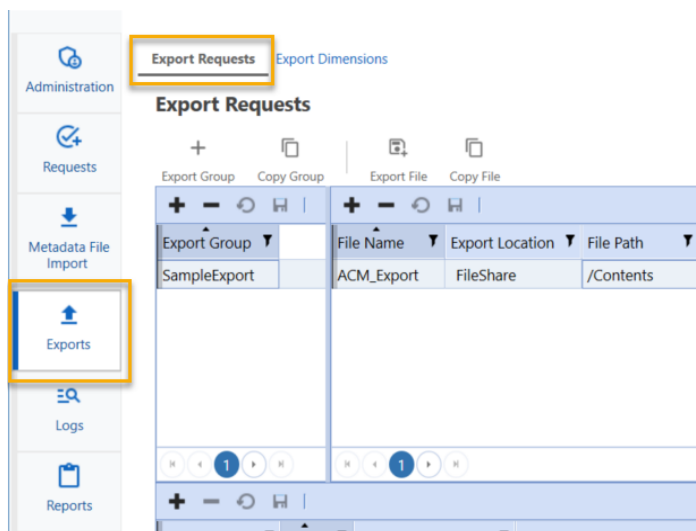 Administration
Requests
Metadata File
Import
Exports
Logs
Reports
Export Requests Export Dimensions
Export Requests
Export Group Copy Group Export File Copy File
Export Group File Name Export Location File Path
SampleExport ACM_Export FileShare /Contents
1 1